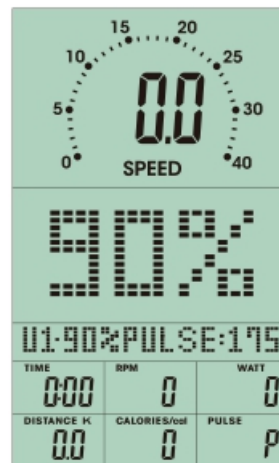 15 20
10 25
5 0.0 30
0 SPEED 40
90%
U1-90%PULSE:175
TIME RPM WATT
0:00 0 0
DISTANCE K CALORIES/cal PULSE
0.0 0 P